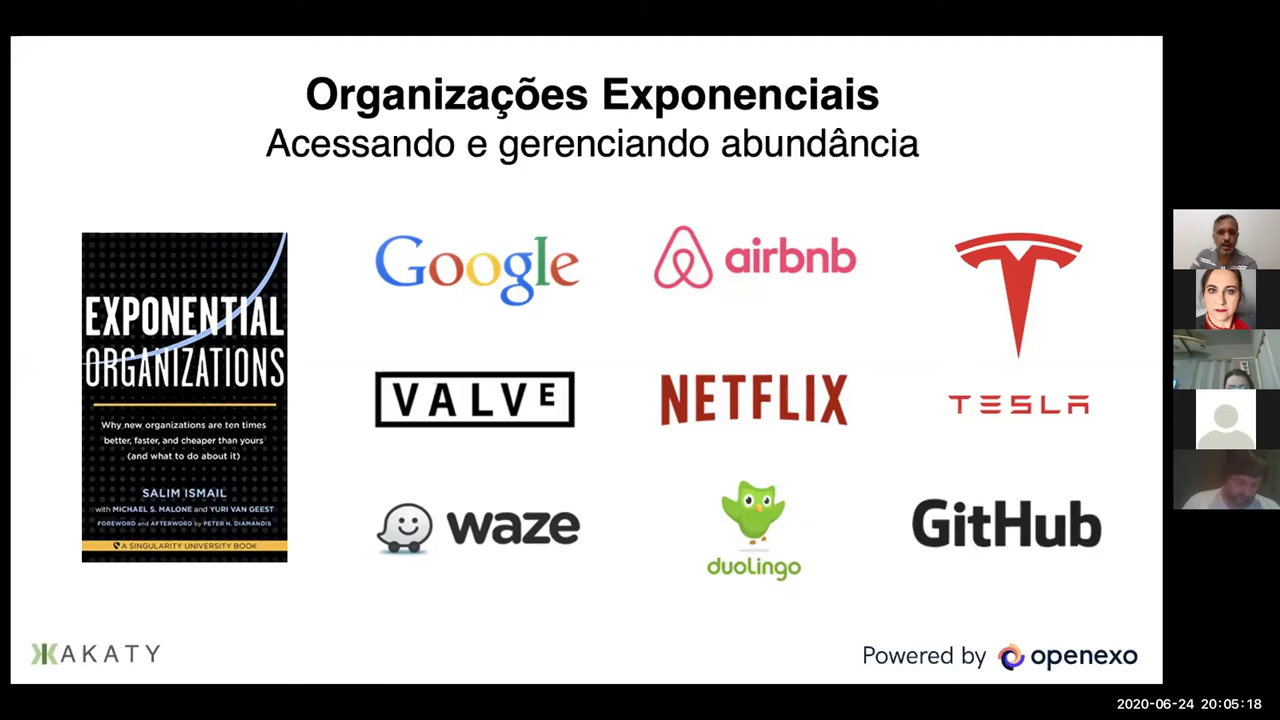 Organizações Exponenciais
Acessando e gerenciando abundância
EXPONENTIAL
ORGANIZATIONS
Why new organizations are ten times
better, faster, and cheaper than yours
(and what to do about it)
SALIM ISMAIL
with MICHAEL S. MALONE and YURI VAN GEEST
FOREWORD and AFTERWORD by PETER H. DIAMANDIS
A SINGULARITY UNIVERSITY BOOK
Google
airbnb
VALVE
NETFLIX
TESLA
waze
duolingo
GitHub
AKATY
Powered by openexo
2020-06-24 20:05:18